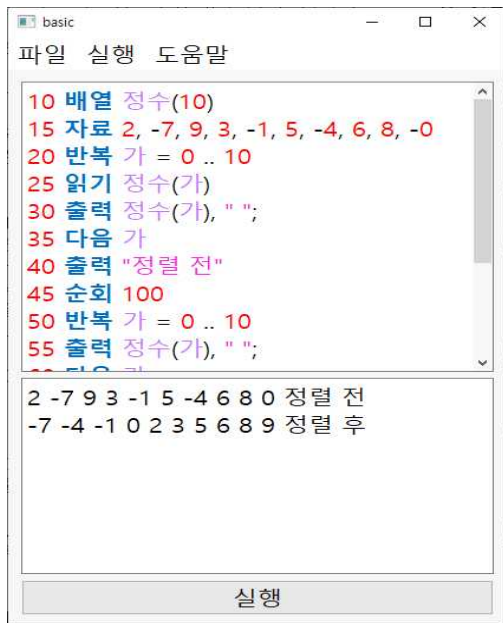 basic
파일 실행 도움말
10 배열 정수(10)
15 자료 2, -7, 9, 3, -1, 5, -4, 6, 8, -0
20 반복 가 = 0 .. 10
25 읽기 정수(가)
30 출력 정수(가), " ";
35 다음 가
40 출력 "정렬 전"
45 순회 100
50 반복 가 = 0 .. 10
55 출력 정수(가), " ";
2 -7 9 3 -1 5 -4 6 8 0 정렬 전
-7 -4 -1 0 2 3 5 6 8 9 정렬 후
실행